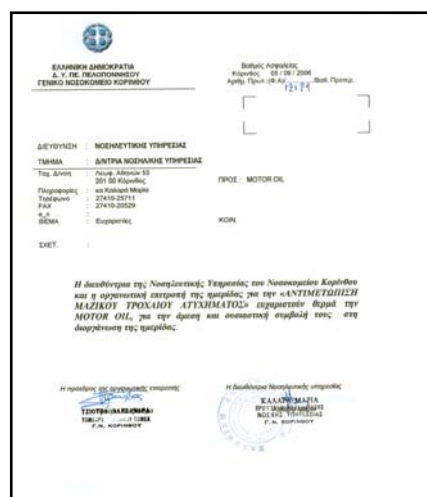 ΕΛΛΗΝΙΚΗ ΔΗΜΟΚΡΑΤΙΑ
Δ. Υ. ΠΕ. ΠΕΛΟΠΟΝΝΗΣΟΥ
ΓΕΝΙΚΟ ΝΟΣΟΚΟΜΕΙΟ ΚΟΡΙΝΘΟΥ
Βαθμός Ασφαλείας
Κόρινθος 05 / 09 / 2006
Αριθμ. Πρωτ. (Φ.Α)/ Βαθ. Προτερ.
ΔΙΕΥΘΥΝΣΗ : ΝΟΣΗΛΕΥΤΙΚΗΣ ΥΠΗΡΕΣΙΑΣ
ΤΜΗΜΑ : Δ/ΝΤΡΙΑ ΝΟΣΗΛ/ΚΗΣ ΥΠΗΡΕΣΙΑΣ
Ταχ. Δ/νση : Λεωφ. Αθηνών 53
201 00 Κόρινθος
Πληροφορίες : κα Καλαρά Μαρία
Τηλέφωνο : 27410-25711
FAX : 27410-20529
ΘΕΜΑ : Ευχαριστίες
ΠΡΟΣ : MOTOR OIL
ΚΟΙΝ.
ΣΧΕΤ. :
Η διευθύντρια της Νοσηλευτικής Υπηρεσίας του Νοσοκομείου Κορίνθου
και η οργανωτική επιτροπή της ημερίδας για την «ΑΝΤΙΜΕΤΩΠΙΣΗ
ΜΑΖΙΚΟΥ ΤΡΟΧΑΙΟΥ ΑΤΥΧΗΜΑΤΟΣ» ευχαριστούν θερμά την
MOTOR OIL, για την άμεση και ουσιαστική συμβολή τους στη
διοργάνωση της ημερίδας.
Η πρόεδρος της οργανωτικής επιτροπής
Γ.Ν. ΚΟΡΙΝΘΟΥ
Η διευθύντρια Νοσηλευτικής υπηρεσίας
ΚΑΛΑΡΑ ΜΑΡΙΑ
Γ.Ν. ΚΟΡΙΝΘΟΥ